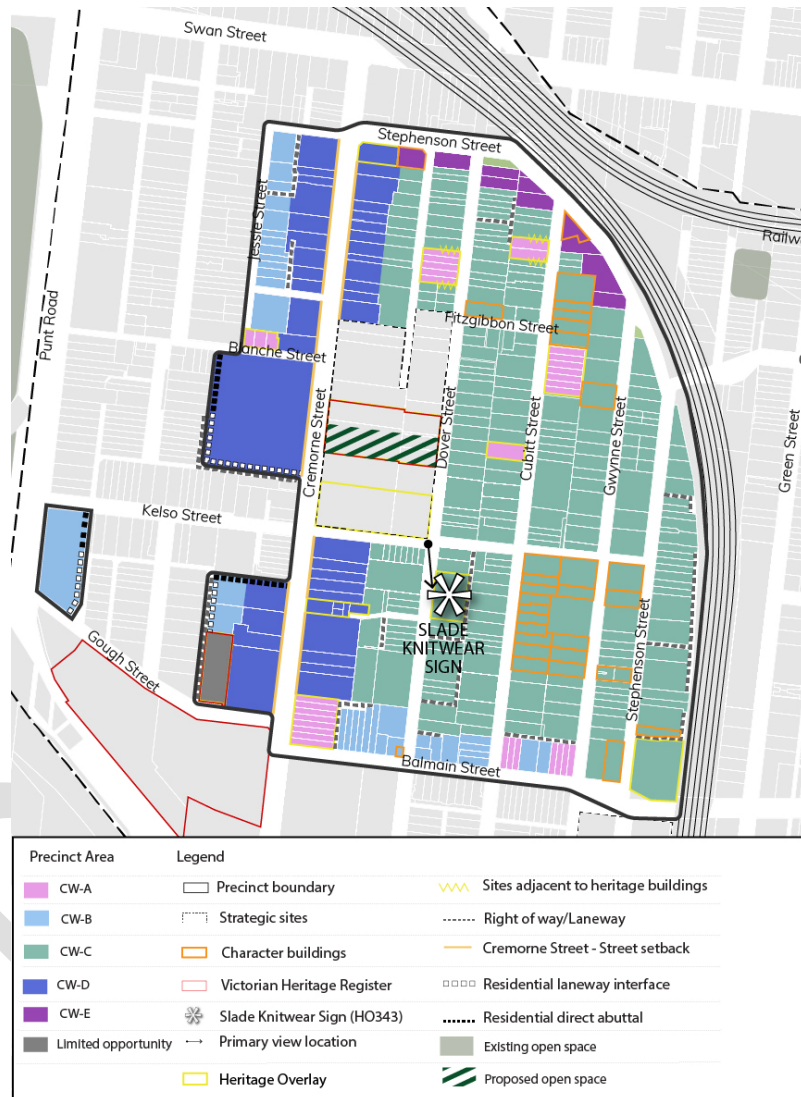 Swan Street
Stephenson Street
Jessie Street
Railw
Punt Road
Fitzgibbon Street
Blanche Street
Cremorne Street
Dover Street
Cubitt Street
Gwynne Street
Green Street
Kelso Street
SLADE
KNITWEAR
SIGN
Stephenson Street
Gough Street
Balmain Street
Precinct Area
Legend
CW-A
Precinct boundary
Sites adjacent to heritage buildings
CW-B
Strategic sites
Right of way/Laneway
CW-C
Character buildings
Cremorne Street - Street setback
CW-D
Victorian Heritage Register
Residential laneway interface
CW-E
Slade Knitwear Sign (HO343)
Residential direct abuttal
Limited opportunity
Primary view location
Existing open space
Heritage Overlay
Proposed open space